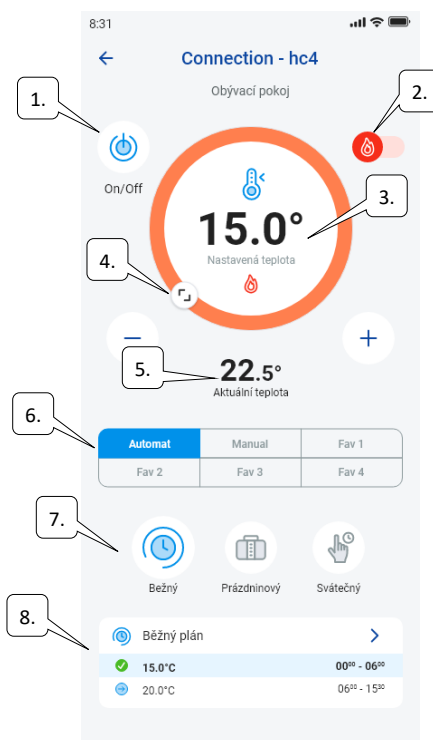 8:31
Connection - hc4
Obývací pokoj
1.
2.
On/Off
3.
15.0°
Nastavená teplota
4.
22.5°
5.
Aktuální teplota
6.
Automat Manual Fav 1
Fav 2 Fav 3 Fav 4
7.
Bežný Prázdninový Svátečný
8.
Běžný plán
15.0°C 00⁰⁰ - 06⁰⁰
20.0°C 06⁰⁰ - 15³⁰